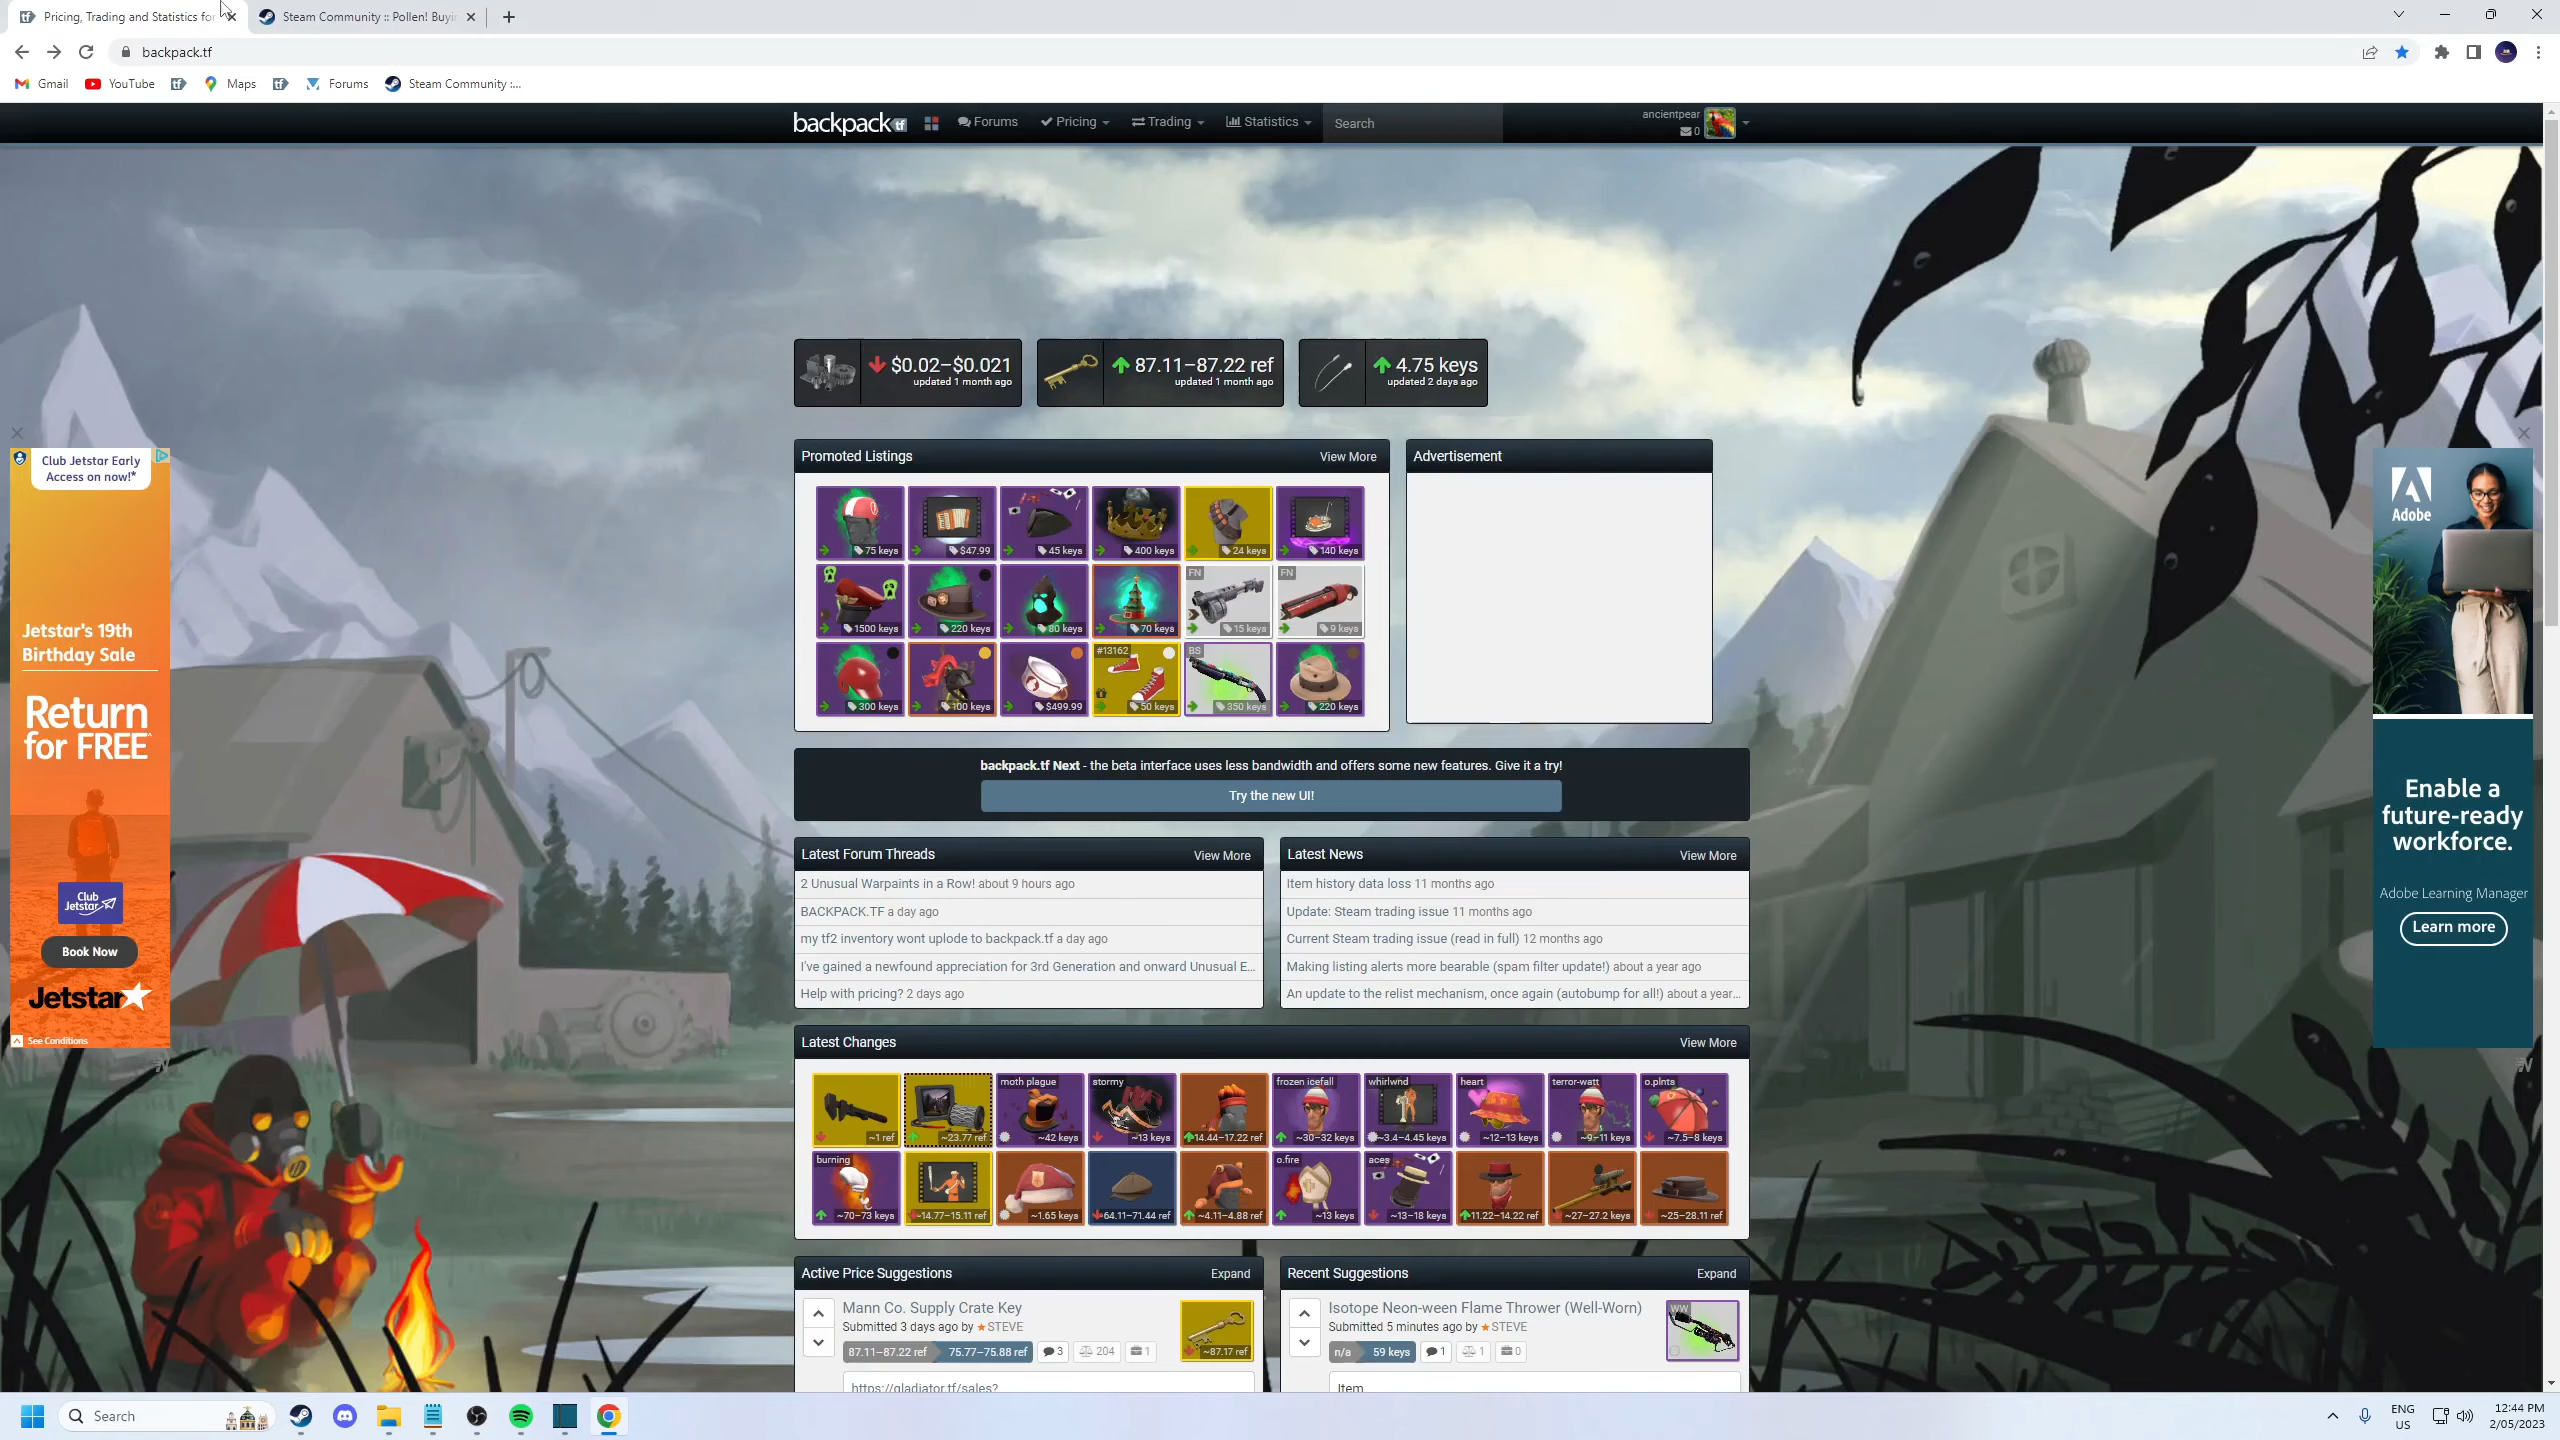 Pricing, Trading and Statistics for
Steam Community :: Pollen! Buyi
backpack.tf
Gmail
YouTube
Maps
Forums
Steam Community :...
backpack tf
Forums
Pricing
Trading
Statistics
Search
ancientpear
0
$0.02–$0.021
updated 1 month ago
87.11–87.22 ref
updated 1 month ago
4.75 keys
updated 2 days ago
Promoted Listings
View More
Advertisement
75 keys
$47.99
45 keys
400 keys
24 keys
140 keys
1500 keys
220 keys
80 keys
70 keys
FN
15 keys
FN
9 keys
300 keys
100 keys
$499.99
#13162
50 keys
BS
350 keys
220 keys
backpack.tf Next - the beta interface uses less bandwidth and offers some new features. Give it a try!
Try the new UI!
Latest Forum Threads
View More
2 Unusual Warpaints in a Row! about 9 hours ago
BACKPACK.TF a day ago
my tf2 inventory wont uplode to backpack.tf a day ago
I've gained a newfound appreciation for 3rd Generation and onward Unusual E...
Help with pricing? 2 days ago
Latest News
View More
Item history data loss 11 months ago
Update: Steam trading issue 11 months ago
Current Steam trading issue (read in full) 12 months ago
Making listing alerts more bearable (spam filter update!) about a year ago
An update to the relist mechanism, once again (autobump for all!) about a year...
Latest Changes
View More
~1 ref
~23.77 ref
moth plague
~42 keys
stormy
~13 keys
14.44–17.22 ref
frozen icefall
~30–32 keys
whirlwnd
~3.4–4.45 keys
heart
~12–13 keys
terror-watt
~9–11 keys
o.plnts
~7.5–8 keys
burning
~70–73 keys
~14.77–15.11 ref
~1.65 keys
64.11–71.44 ref
~4.11–4.88 ref
o.fire
~13 keys
aces
~13–18 keys
11.22–14.22 ref
~27–27.2 keys
~25–28.11 ref
Active Price Suggestions
Expand
Mann Co. Supply Crate Key
Submitted 3 days ago by ★STEVE
87.11–87.22 ref
75.77–75.88 ref
3
204
1
~87.17 ref
https://gladiator.tf/sales?
Recent Suggestions
Expand
Isotope Neon-ween Flame Thrower (Well-Worn)
Submitted 5 minutes ago by ★STEVE
n/a
59 keys
1
1
0
WW
Item
Club Jetstar Early
Access on now!*
Jetstar's 19th
Birthday Sale
Return
for FREE
Club
Jetstar
Book Now
Jetstar
See Conditions
Adobe
Enable a
future-ready
workforce.
Adobe Learning Manager
Learn more
Search
ENG
US
12:44 PM
2/05/2023